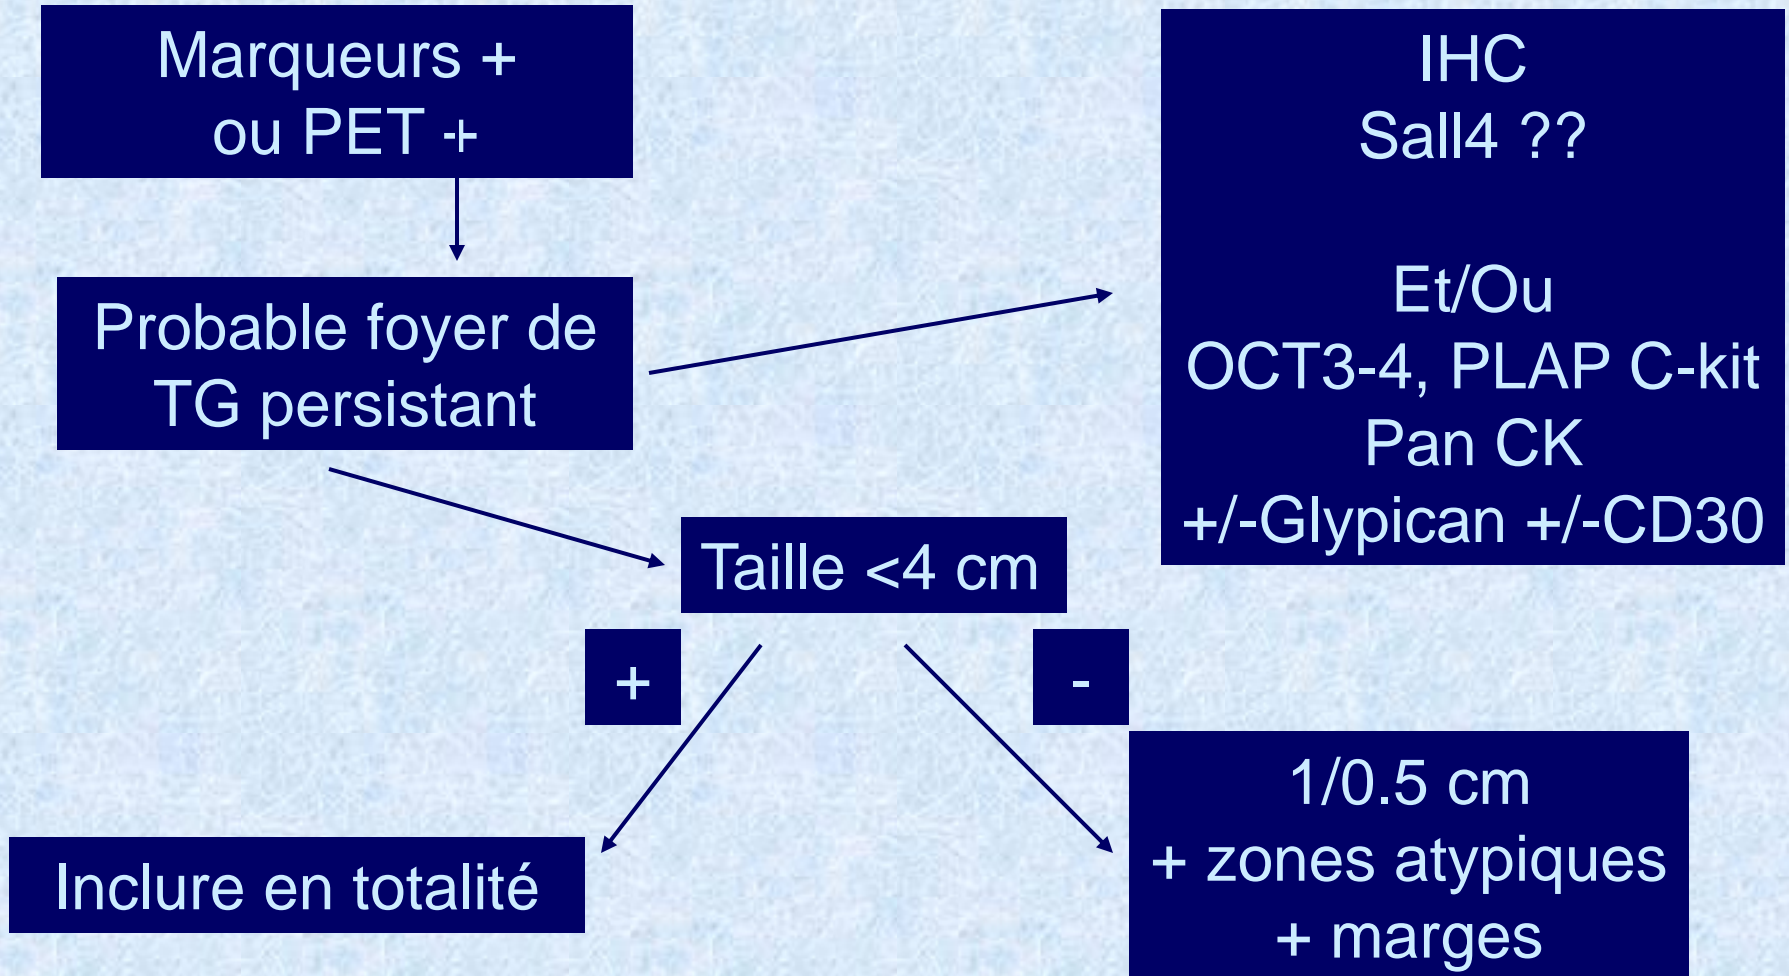 Marqueurs +
ou PET +
Probable foyer de
TG persistant
IHC
Sall4 ??
Et/Ou
OCT3-4, PLAP C-kit
Pan CK
+/-Glypican +/-CD30
Taille <4 cm
+
-
Inclure en totalité
1/0.5 cm
+ zones atypiques
+ marges